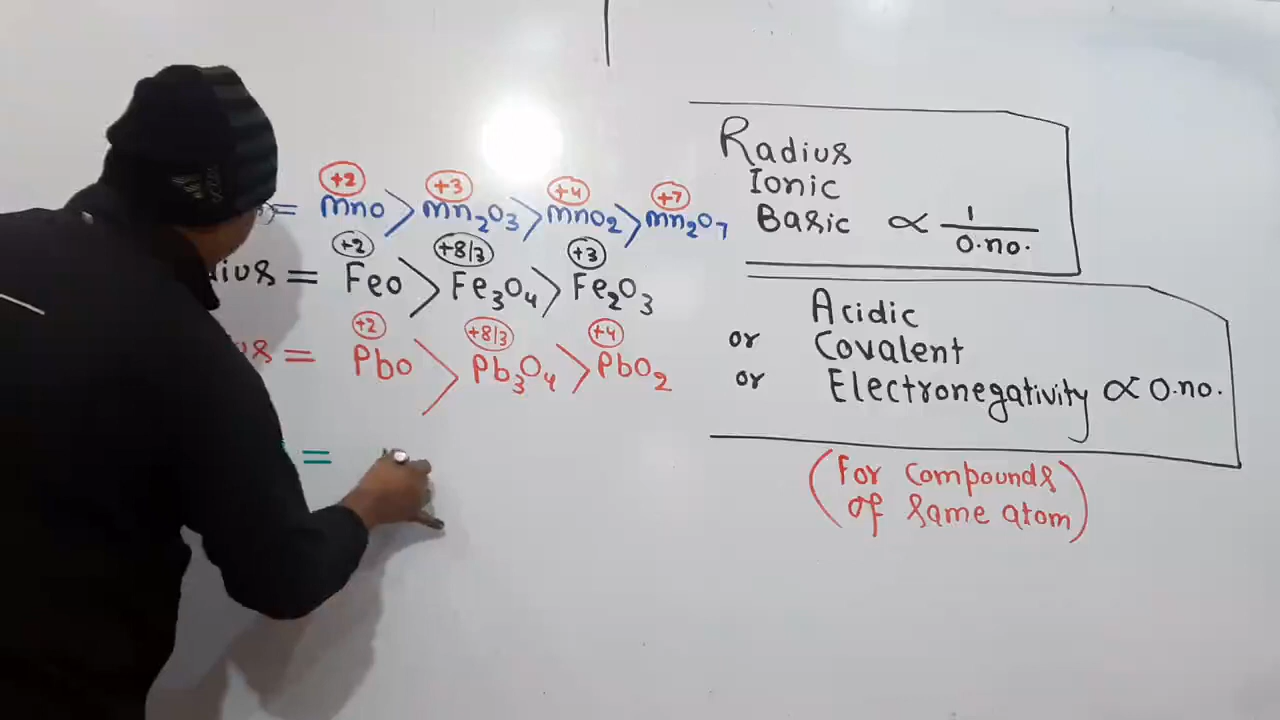 +2 +3 +4 +7
= mno > mn₂O₃ > mnO₂ > mn₂O₇
+2 +8/3 +3
ius = Feo > Fe₃O₄ > Fe₂O₃
+2 +8/3 +4
us = Pbo > Pb₃O₄ > PbO₂
=
Radius
Ionic
Basic ∝ 1/O.no.
Acidic
or Covalent
or Electronegativity ∝ O.no.
(For Compounds
of same atom)